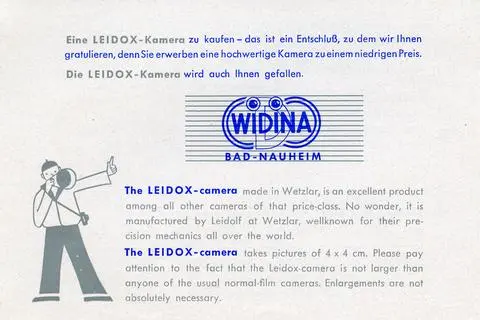 Eine LEIDOX-Kamera zu kaufen – das ist ein Entschluß, zu dem wir Ihnen
gratulieren, denn Sie erwerben eine hochwertige Kamera zu einem niedrigen Preis.
Die LEIDOX-Kamera wird auch Ihnen gefallen.
WIDINA
BAD-NAUHEIM
The LEIDOX-camera made in Wetzlar, is an excellent product
among all other cameras of that price-class. No wonder, it is
manufactured by Leidolf at Wetzlar, wellknown for their pre-
cision mechanics all over the world.
The LEIDOX-camera takes pictures of 4 x 4 cm. Please pay
attention to the fact that the Leidox-camera is not larger than
anyone of the usual normal-film cameras. Enlargements are not
absolutely necessary.